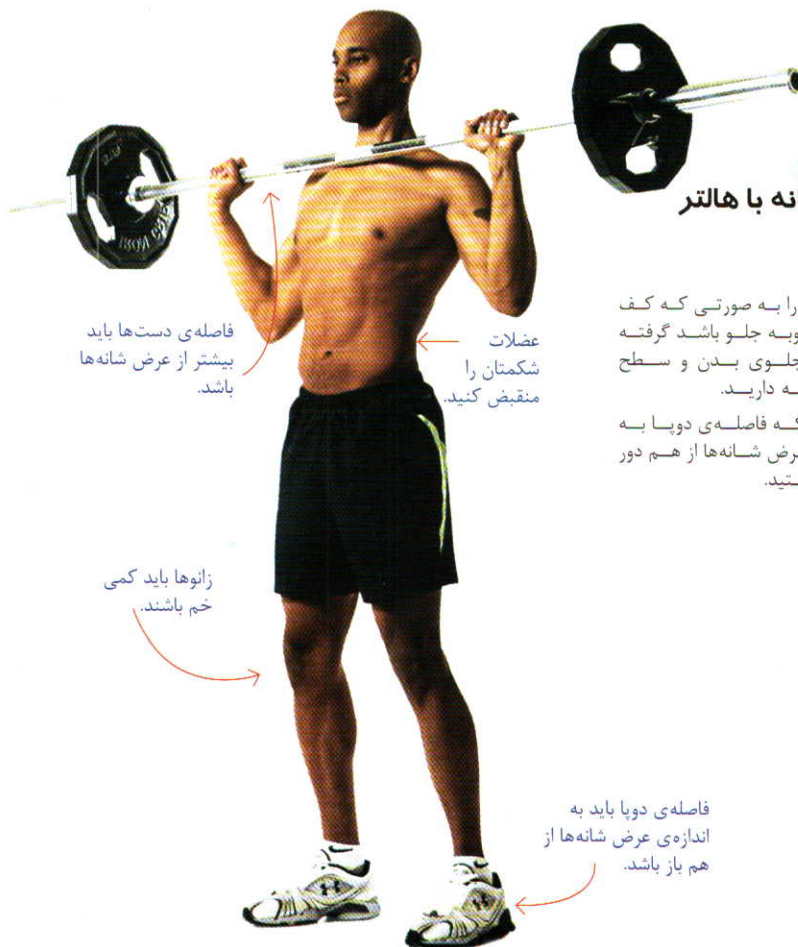 نه با هالتر
را به صورتی که کف
وبه جلو باشد گرفته
جلوی بدن و سطح
ه دارید.
که فاصله‌ی دوپا به
رض شانه‌ها از هم دور
ستید.
فاصله‌ی دست‌ها باید
بیشتر از عرض شانه‌ها
باشد.
عضلات
شکمتان را
منقبض کنید.
زانوها باید کمی
خم باشند.
فاصله‌ی دوپا باید به
اندازه‌ی عرض شانه‌ها از
هم باز باشد.